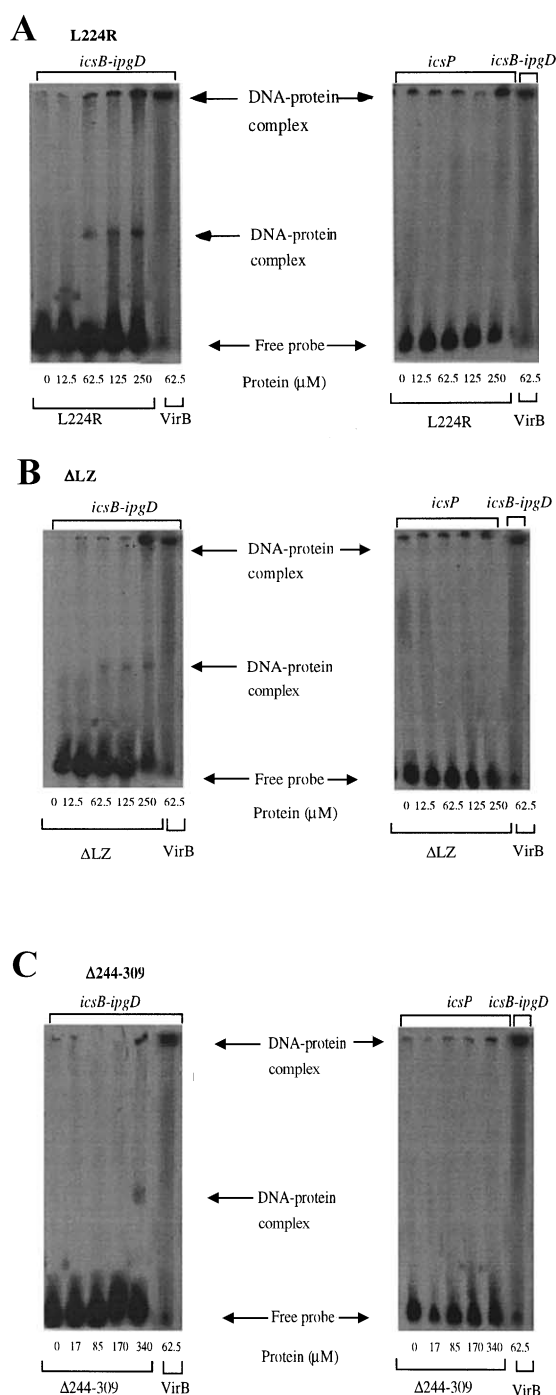 A L224R
icsB-ipgD icsP icsB-ipgD
DNA-protein
complex
DNA-protein
complex
Free probe
0 12.5 62.5 125 250 62.5 Protein (µM) 0 12.5 62.5 125 250 62.5
L224R VirB L224R VirB
B ΔLZ
icsB-ipgD icsP icsB-ipgD
DNA-protein
complex
DNA-protein
complex
Free probe
0 12.5 62.5 125 250 62.5 Protein (µM) 0 12.5 62.5 125 250 62.5
ΔLZ VirB ΔLZ VirB
C Δ244-309
icsB-ipgD icsP icsB-ipgD
DNA-protein
complex
DNA-protein
complex
Free probe
0 17 85 170 340 62.5 Protein (µM) 0 17 85 170 340 62.5
Δ244-309 VirB Δ244-309 VirB